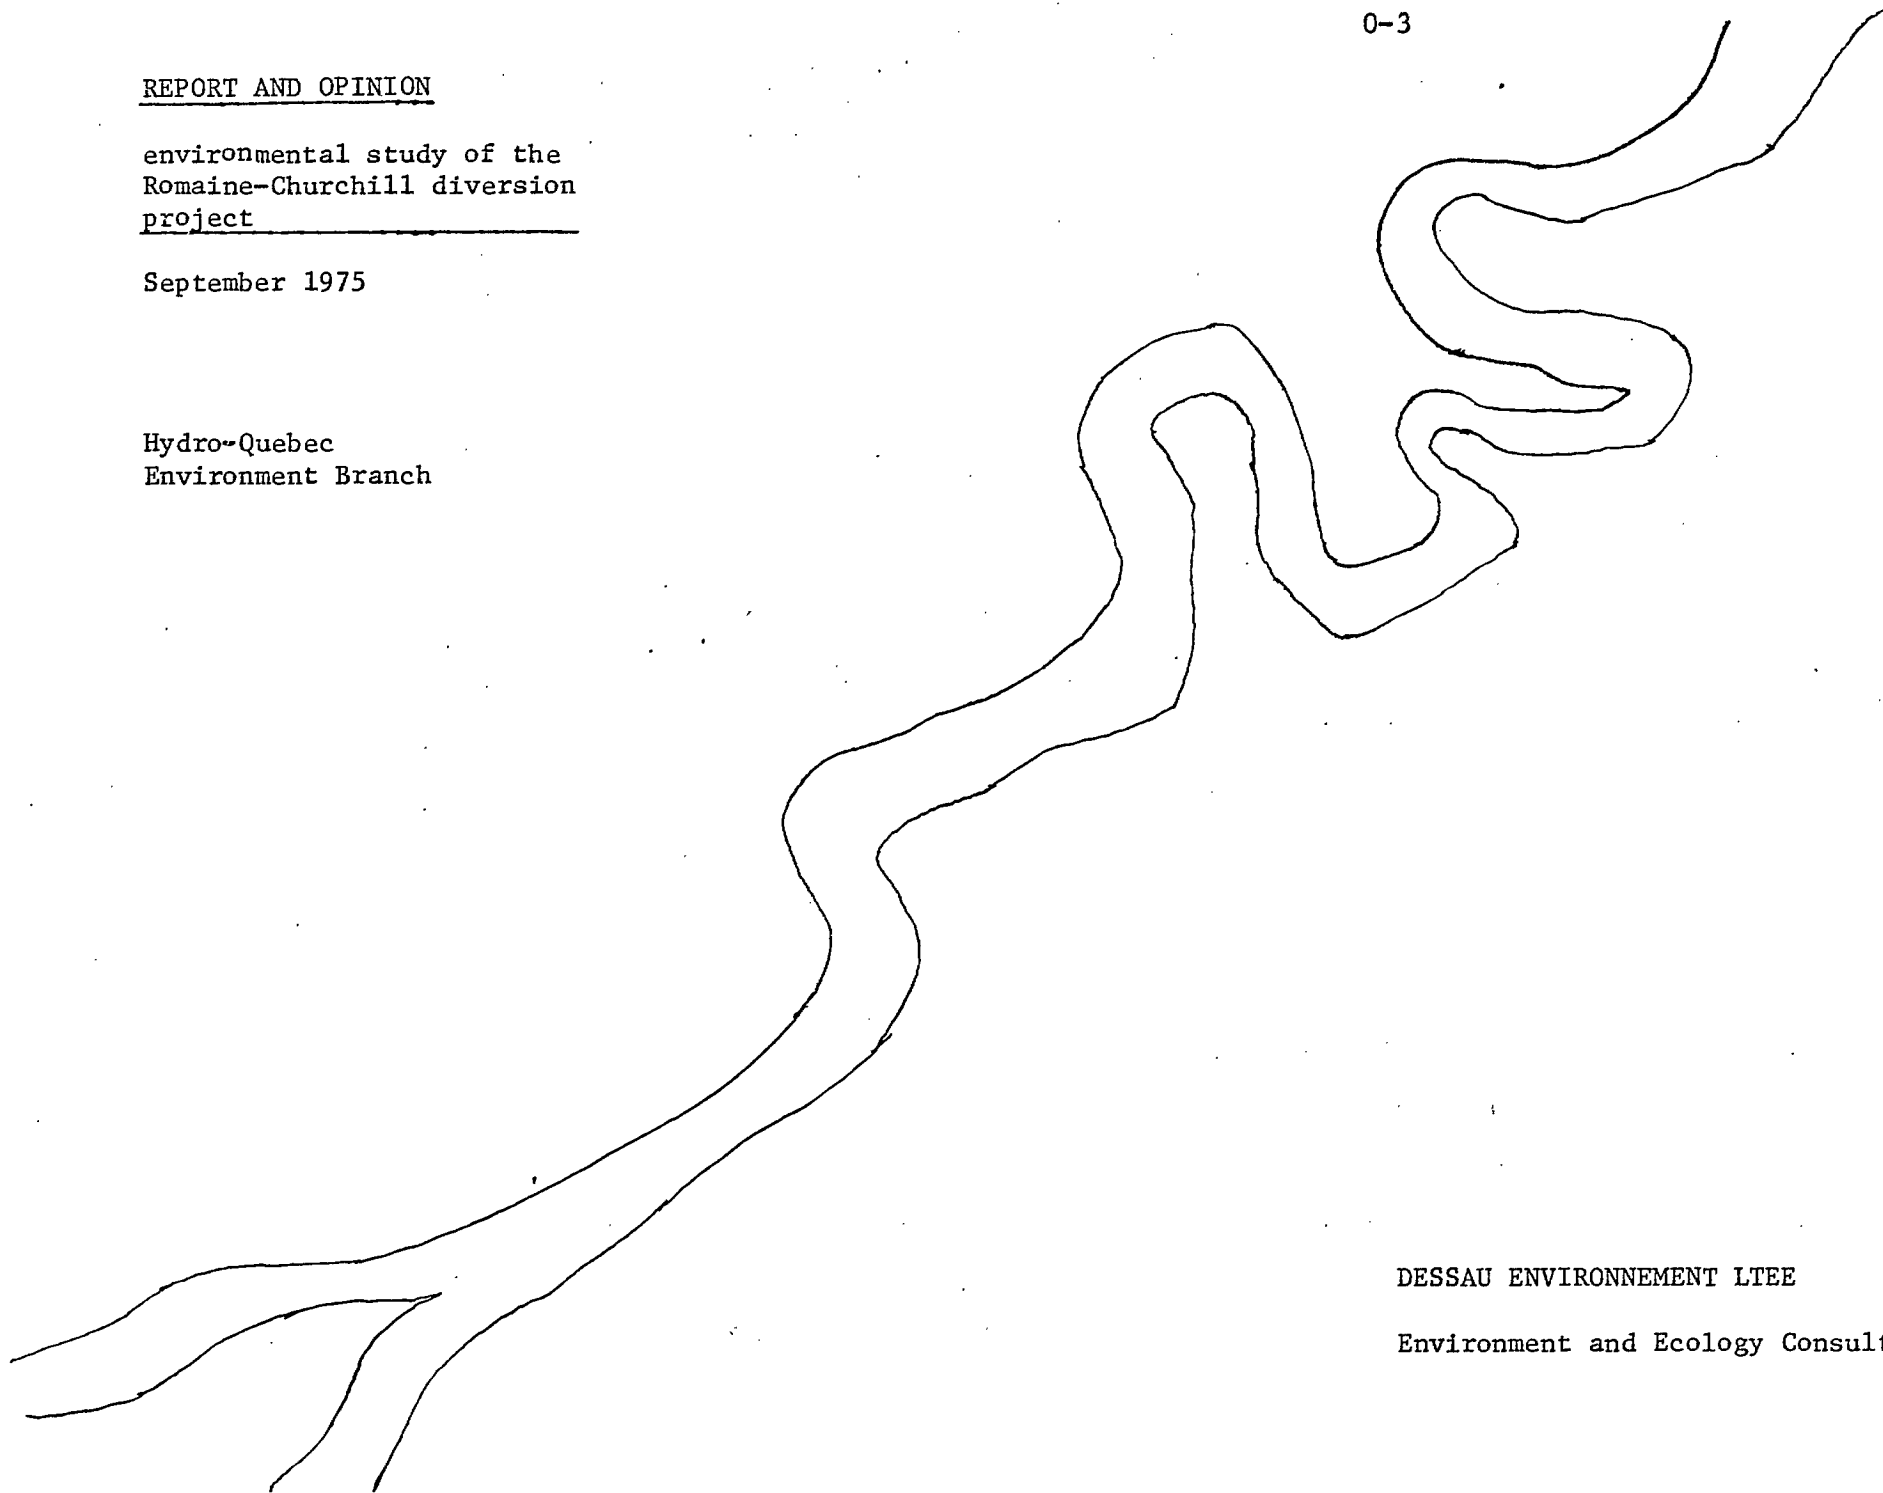 0-3
REPORT AND OPINION
environmental study of the
Romaine-Churchill diversion
project
September 1975
Hydro-Quebec
Environment Branch
DESSAU ENVIRONNEMENT LTEE
Environment and Ecology